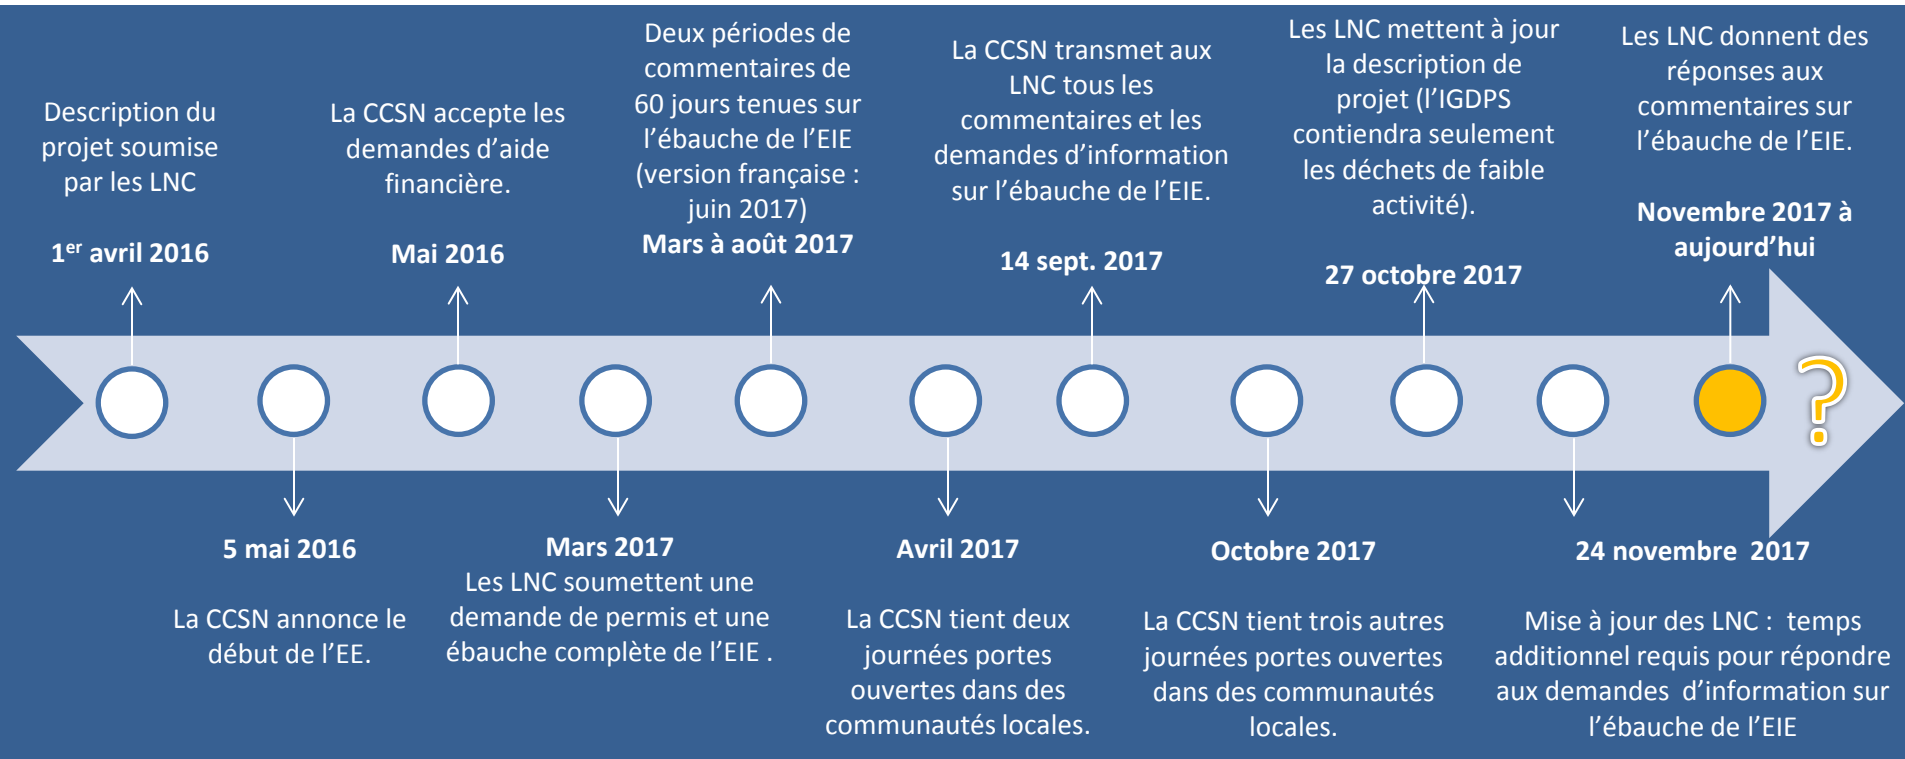 Description du
projet soumise
par les LNC
1er avril 2016
5 mai 2016
La CCSN annonce le
début de l’EE.
La CCSN accepte les
demandes d’aide
financière.
Mai 2016
Mars 2017
Les LNC soumettent une
demande de permis et une
ébauche complète de l’EIE .
Deux périodes de
commentaires de
60 jours tenues sur
l’ébauche de l’EIE
(version française :
juin 2017)
Mars à août 2017
Avril 2017
La CCSN tient deux
journées portes
ouvertes dans des
communautés locales.
La CCSN transmet aux
LNC tous les
commentaires et les
demandes d’information
sur l’ébauche de l’EIE.
14 sept. 2017
Octobre 2017
La CCSN tient trois autres
journées portes ouvertes
dans des communautés
locales.
Les LNC mettent à jour
la description de
projet (l’IGDPS
contiendra seulement
les déchets de faible
activité).
27 octobre 2017
24 novembre  2017
Mise à jour des LNC :  temps
additionnel requis pour répondre
aux demandes  d’information sur
l’ébauche de l’EIE
Les LNC donnent des
réponses aux
commentaires sur
l’ébauche de l’EIE.
Novembre 2017 à
aujourd’hui
?